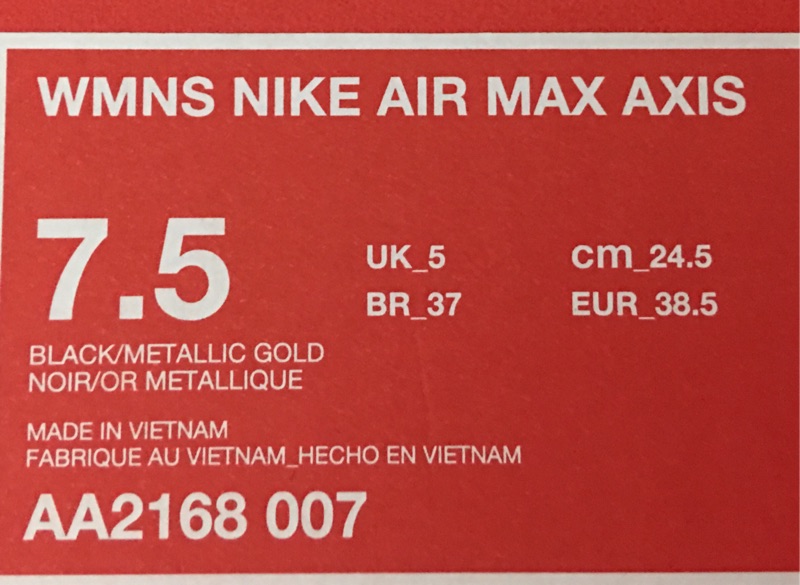 WMNS NIKE AIR MAX AXIS
7.5
UK_5 cm_24.5
BR_37 EUR_38.5
BLACK/METALLIC GOLD
NOIR/OR METALLIQUE
MADE IN VIETNAM
FABRIQUE AU VIETNAM_HECHO EN VIETNAM
AA2168 007